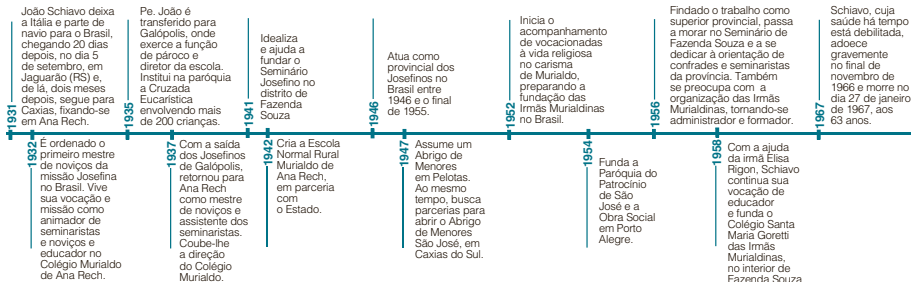 João Schiavo deixa
a Itália e parte de
navio para o Brasil,
chegando 20 dias
depois, no dia 5
de setembro, em
Jaguarão (RS) e,
de lá, dois meses
depois, segue para
Caxias, fixando-se
em Ana Rech.
1931
É ordenado o
primeiro mestre
de noviços da
missão Josefina
no Brasil. Vive
sua vocação e
missão como
animador de
seminaristas
e noviços e
educador no
Colégio Murialdo
de Ana Rech.
1932
Pe. João é
transferido para
Galópolis, onde
exerce a função
de pároco e
diretor da escola.
Institui na paróquia
a Cruzada
Eucarística
envolvendo mais
de 200 crianças.
1935
Com a saída
dos Josefinos
de Galópolis,
retornou para
Ana Rech
como mestre
de noviços e
assistente dos
seminaristas.
Coube-lhe
a direção
do Colégio
Murialdo.
1937
Idealiza
e ajuda a
fundar o
Seminário
Josefino no
distrito de
Fazenda
Souza
1941
Cria a Escola
Normal Rural
Murialdo de
Ana Rech,
em parceria
com
o Estado.
1942
Atua como
provincial dos
Josefinos no
Brasil entre
1946 e o final
de 1955.
1946
Assume um
Abrigo de
Menores
em Pelotas.
Ao mesmo
tempo, busca
parcerias para
abrir o Abrigo
de Menores
São José, em
Caxias do Sul.
1947
Inicia o
acompanhamento
de vocacionadas
à vida religiosa
no carisma
de Murialdo,
preparando a
fundação das
Irmãs Murialdinas
no Brasil.
1952
Funda a
Paróquia do
Patrocínio
de São
José e a
Obra Social
em Porto
Alegre.
1954
Findado o trabalho como
superior provincial, passa
a morar no Seminário de
Fazenda Souza e a se
dedicar à orientação de
confrades e seminaristas
da província. Também
se preocupa com a
organização das Irmãs
Murialdinas, tornando-se
administrador e formador.
1956
Com a ajuda
da irmã Elisa
Rigon, Schiavo
continua sua
vocação de
educador
e funda o
Colégio Santa
Maria Goretti
das Irmãs
Murialdinas,
no interior de
Fazenda Souza
1958
Schiavo, cuja
saúde há tempo
está debilitada,
adoece
gravemente
no final de
novembro de
1966 e morre no
dia 27 de janeiro
de 1967, aos
63 anos.
1967